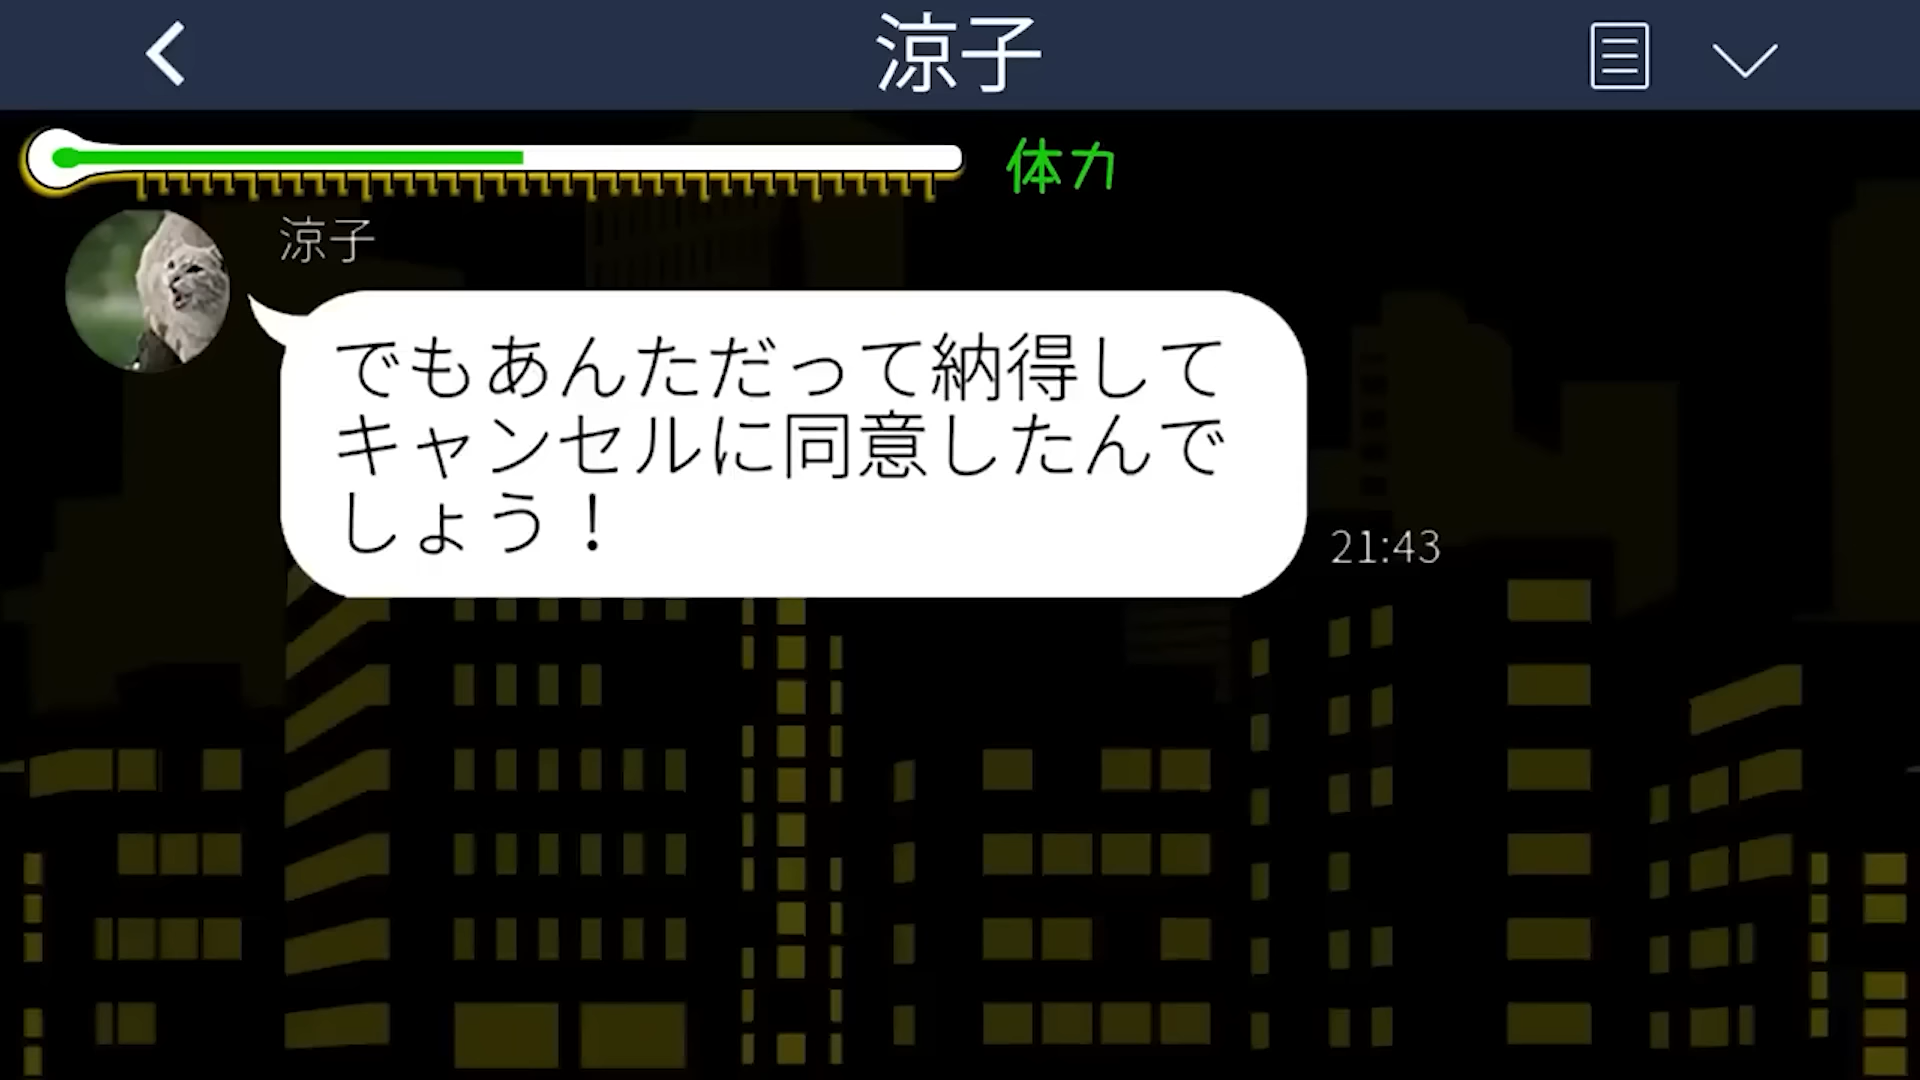 涼子
体力
涼子
でもあんただって納得して
キャンセルに同意したんで
しょう！
21:43